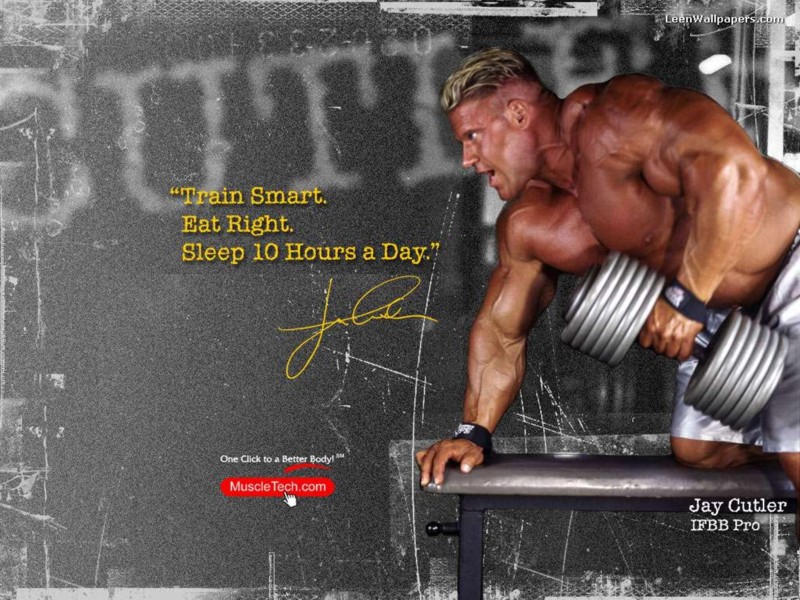 LeenWallpapers.com
“Train Smart.
Eat Right.
Sleep 10 Hours a Day.”
One Click to a Better Body!℠
MuscleTech.com
Jay Cutler
IFBB Pro